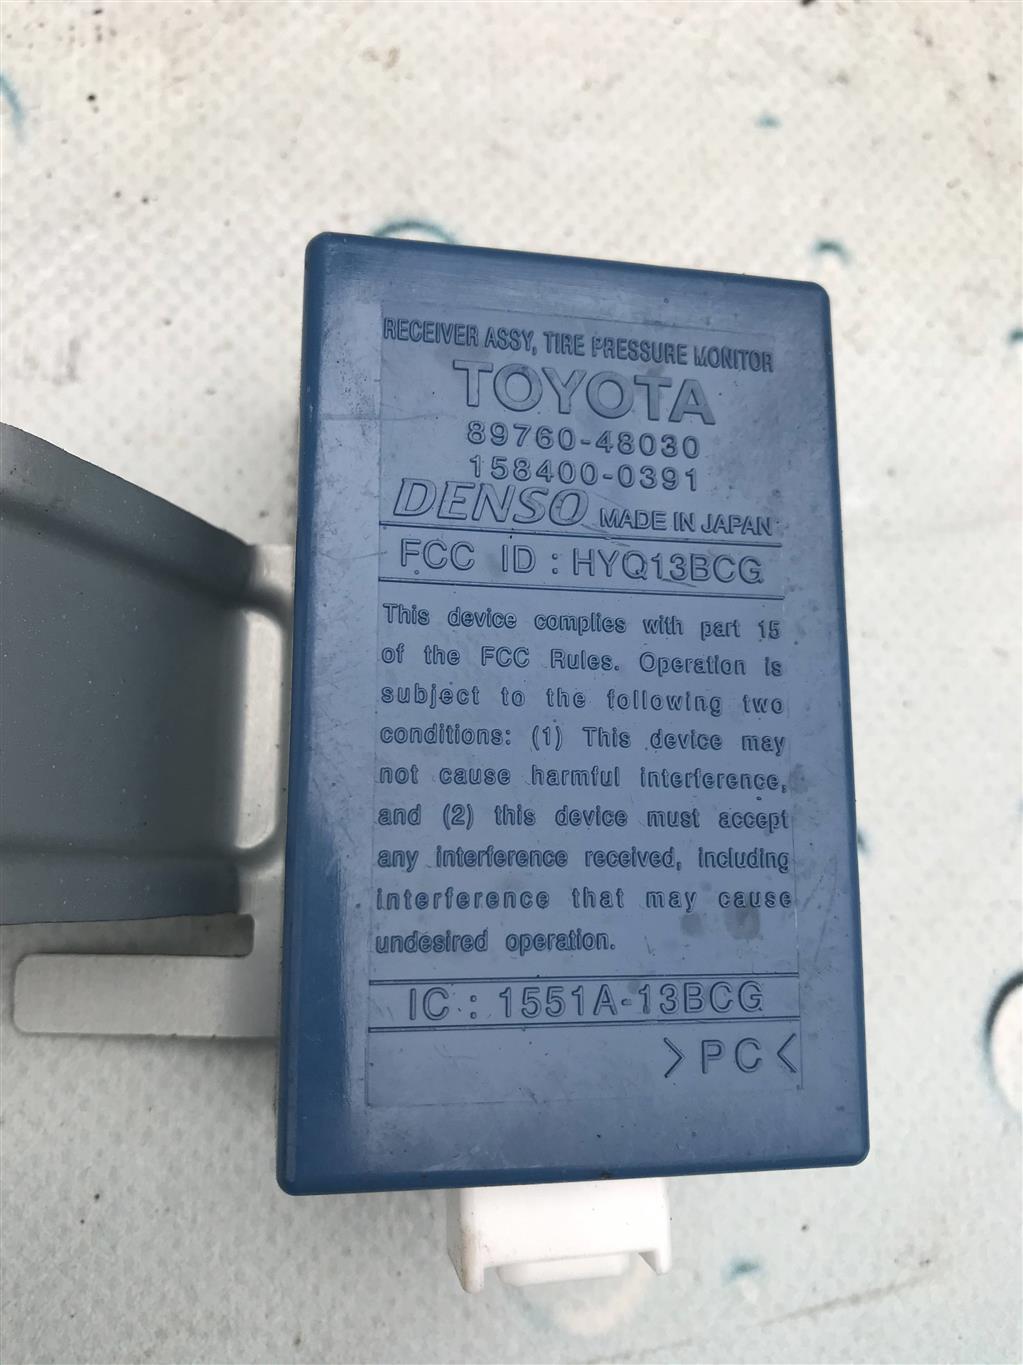 RECEIVER ASSY, TIRE PRESSURE MONITOR
TOYOTA
89760-48030
158400-0391
DENSO MADE IN JAPAN
FCC ID : HYQ13BCG
This device complies with part 15
of the FCC Rules. Operation is
subject to the following two
conditions: (1) This device may
not cause harmful interference,
and (2) this device must accept
any interference received, including
interference that may cause
undesired operation.
IC : 1551A-13BCG
>PC<